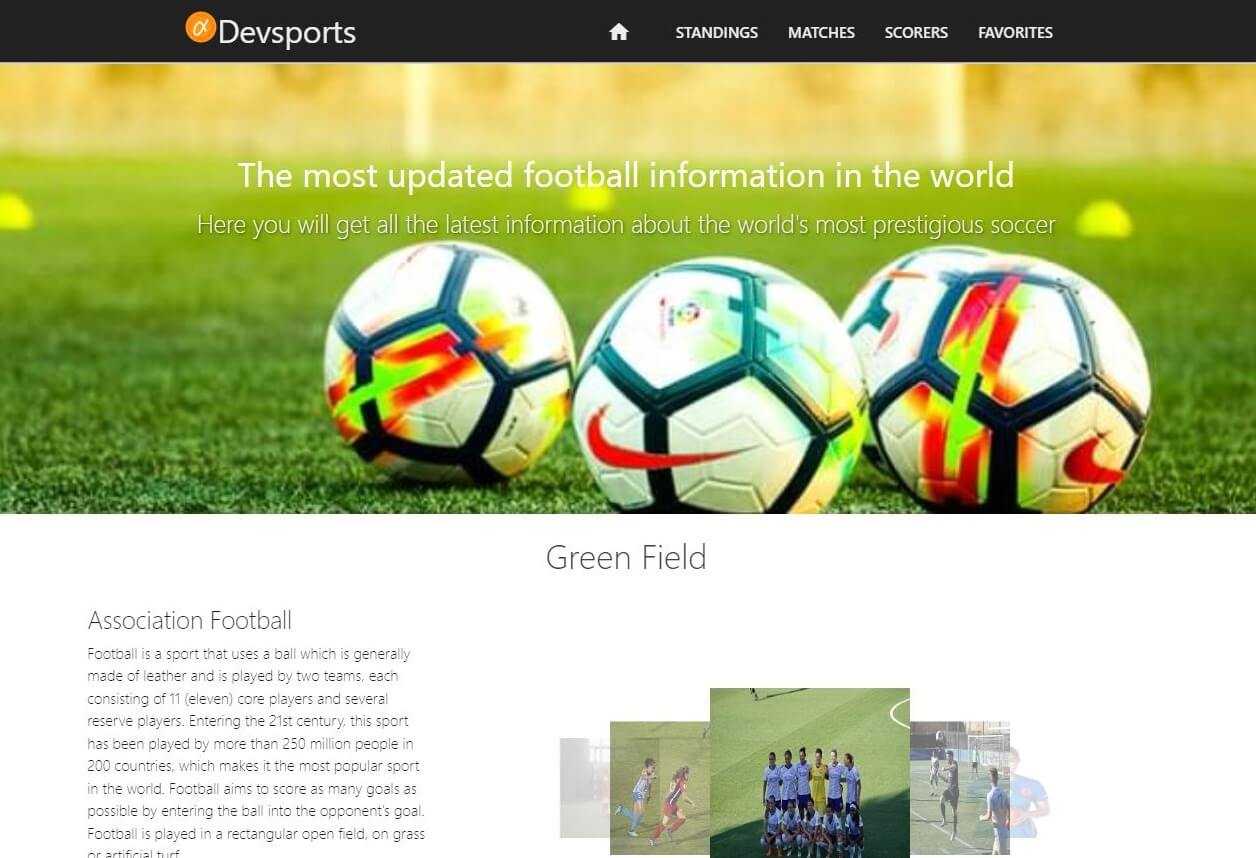 α Devsports
STANDINGS MATCHES SCORERS FAVORITES
The most updated football information in the world
Here you will get all the latest information about the world's most prestigious soccer
Green Field
Association Football
Football is a sport that uses a ball which is generally
made of leather and is played by two teams, each
consisting of 11 (eleven) core players and several
reserve players. Entering the 21st century, this sport
has been played by more than 250 million people in
200 countries, which makes it the most popular sport
in the world. Football aims to score as many goals as
possible by entering the ball into the opponent's goal.
Football is played in a rectangular open field, on grass
or artificial turf.